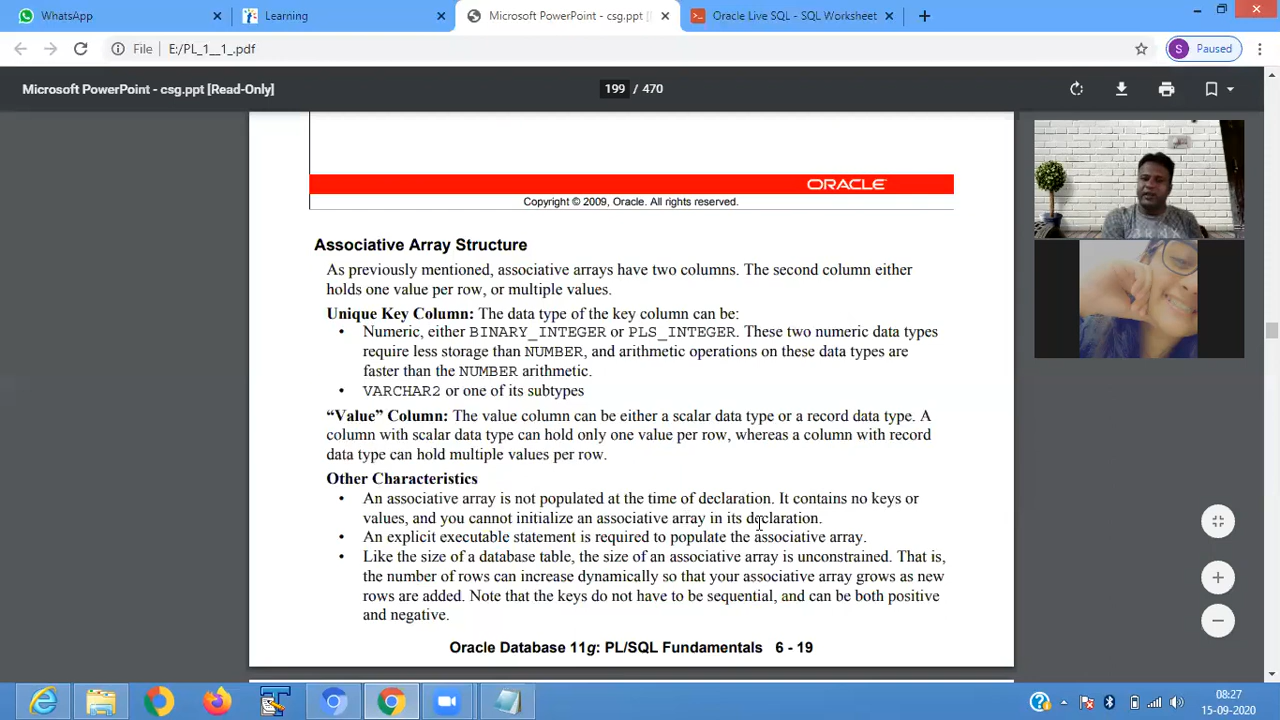 WhatsApp
Learning
Microsoft PowerPoint - csg.ppt [
Oracle Live SQL - SQL Worksheet
File
E:/PL_1__1_.pdf
S
Paused
Microsoft PowerPoint - csg.ppt [Read-Only]
199 / 470
ORACLE
Copyright © 2009, Oracle. All rights reserved.
Associative Array Structure
As previously mentioned, associative arrays have two columns. The second column either
holds one value per row, or multiple values.
Unique Key Column: The data type of the key column can be:
• Numeric, either BINARY_INTEGER or PLS_INTEGER. These two numeric data types
require less storage than NUMBER, and arithmetic operations on these data types are
faster than the NUMBER arithmetic.
• VARCHAR2 or one of its subtypes
“Value” Column: The value column can be either a scalar data type or a record data type. A
column with scalar data type can hold only one value per row, whereas a column with record
data type can hold multiple values per row.
Other Characteristics
• An associative array is not populated at the time of declaration. It contains no keys or
values, and you cannot initialize an associative array in its declaration.
• An explicit executable statement is required to populate the associative array.
• Like the size of a database table, the size of an associative array is unconstrained. That is,
the number of rows can increase dynamically so that your associative array grows as new
rows are added. Note that the keys do not have to be sequential, and can be both positive
and negative.
Oracle Database 11g: PL/SQL Fundamentals 6 - 19
08:27
15-09-2020